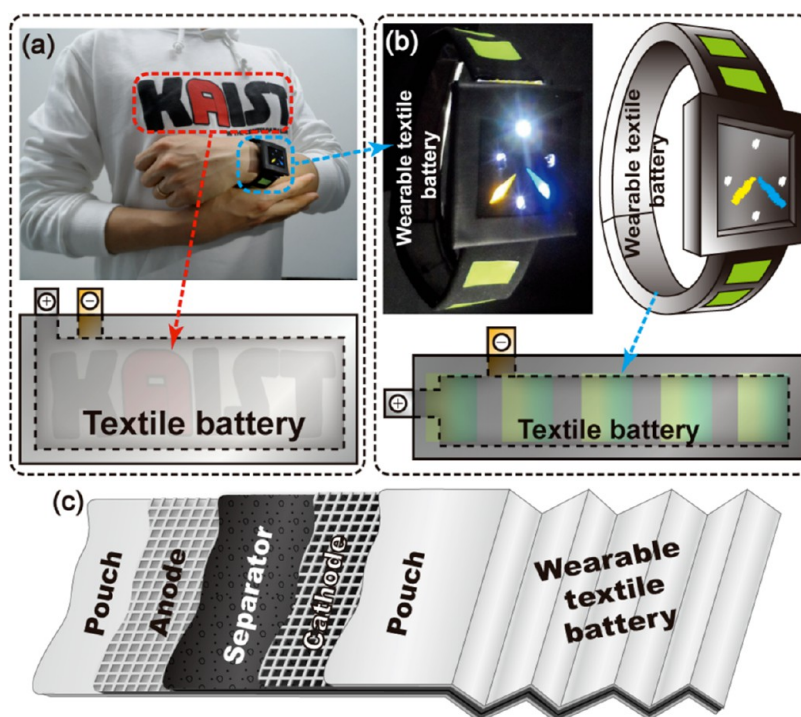 (a)
KAIST
⊕
⊖
KAIST
Textile battery
(b)
Wearable textile
battery
Wearable textile
battery
⊖
⊕
Textile battery
(c)
Pouch
Anode
Separator
Cathode
Pouch
Wearable
textile
battery